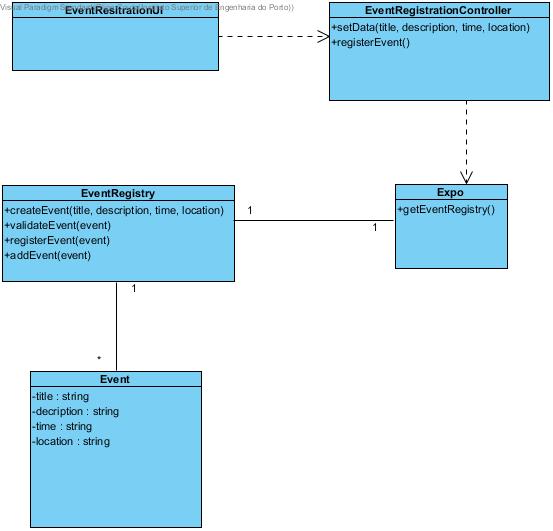 Visual Paradigm Standard Instituto Superior de Engenharia do Porto))
EventResitrationUI
EventRegistrationController
+setData(title, description, time, location)
+registerEvent()
EventRegistry
+createEvent(title, description, time, location)
+validateEvent(event)
+registerEvent(event)
+addEvent(event)
1
1
Expo
+getEventRegistry()
1
*
Event
-title : string
-decription : string
-time : string
-location : string